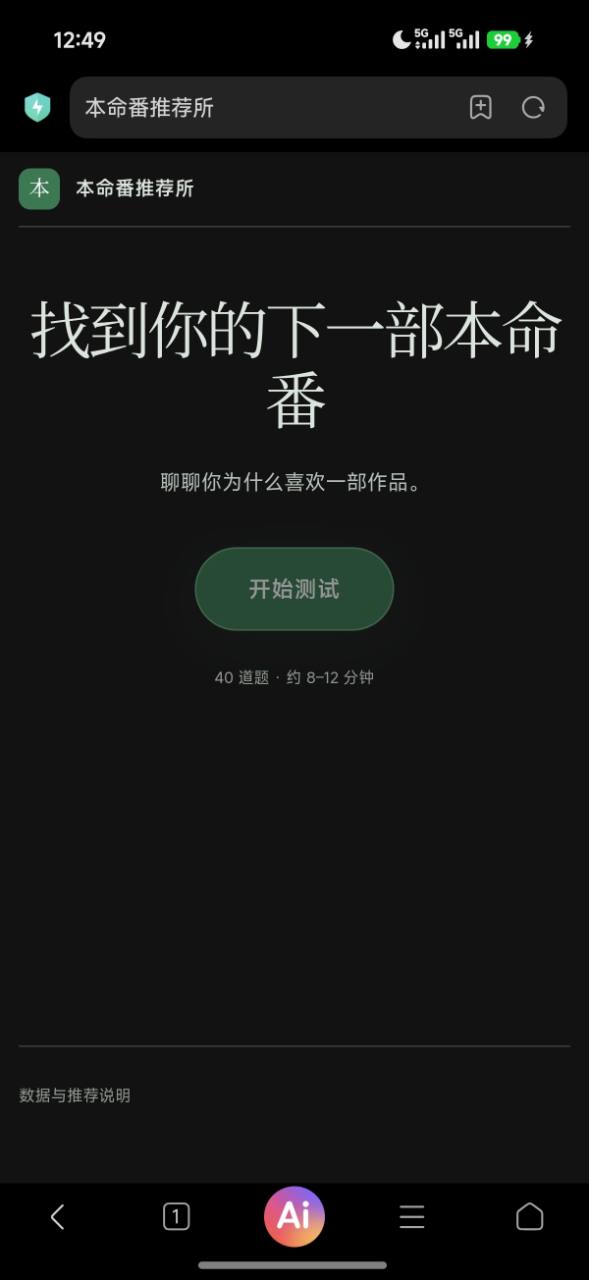 12:49
5G 5G 99
本命番推荐所
本 本命番推荐所
找到你的下一部本命
番
聊聊你为什么喜欢一部作品。
开始测试
40 道题 · 约 8–12 分钟
数据与推荐说明
1 Ai